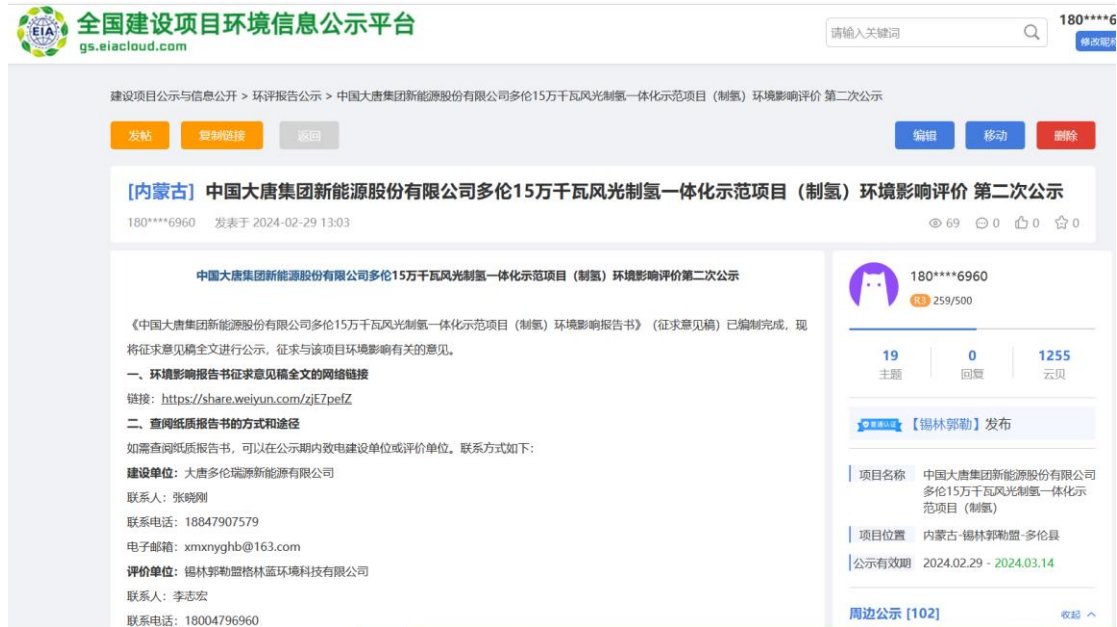 全国建设项目环境信息公示平台
EIA
gs.eiacloud.com
请输入关键词
180****6
修改昵称
建设项目公示与信息公开 > 环评报告公示 > 中国大唐集团新能源股份有限公司多伦15万千瓦风光制氢一体化示范项目（制氢）环境影响评价 第二次公示
发帖 复制链接 返回
编辑 移动 删除
[内蒙古] 中国大唐集团新能源股份有限公司多伦15万千瓦风光制氢一体化示范项目（制氢）环境影响评价 第二次公示
180****6960 发表于 2024-02-29 13:03
69 0 0 0
中国大唐集团新能源股份有限公司多伦15万千瓦风光制氢一体化示范项目（制氢）环境影响评价第二次公示
《中国大唐集团新能源股份有限公司多伦15万千瓦风光制氢一体化示范项目（制氢）环境影响报告书》（征求意见稿）已编制完成，现
将征求意见稿全文进行公示，征求与该项目环境影响有关的意见。
一、环境影响报告书征求意见稿全文的网络链接
链接：https://share.weiyun.com/zjE7pefZ
二、查阅纸质报告书的方式和途径
如需查阅纸质报告书，可以在公示期内致电建设单位或评价单位。联系方式如下：
建设单位：大唐多伦瑞源新能源有限公司
联系人：张晓刚
联系电话：18847907579
电子邮箱：xmxnyghb@163.com
评价单位：锡林郭勒盟格林蓝环境科技有限公司
联系人：李志宏
联系电话：18004796960
180****6960
R3 259/500
19 0 1255
主题 回复 云贝
普通认证 【锡林郭勒】发布
项目名称 中国大唐集团新能源股份有限公司
多伦15万千瓦风光制氢一体化示
范项目（制氢）
项目位置 内蒙古-锡林郭勒盟-多伦县
公示有效期 2024.02.29 - 2024.03.14
周边公示 [102] 收起